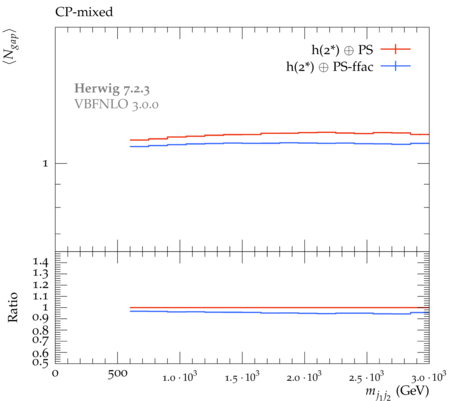 CP-mixed
⟨N_gap⟩
h(2*) ⊕ PS
h(2*) ⊕ PS-ffac
Herwig 7.2.3
VBFNLO 3.0.0
1
Ratio
1.4
1.3
1.2
1.1
1
0.9
0.8
0.7
0.6
0.5
0 500 1.0 · 10³ 1.5 · 10³ 2.0 · 10³ 2.5 · 10³ 3.0 · 10³
m_{j₁j₂} (GeV)